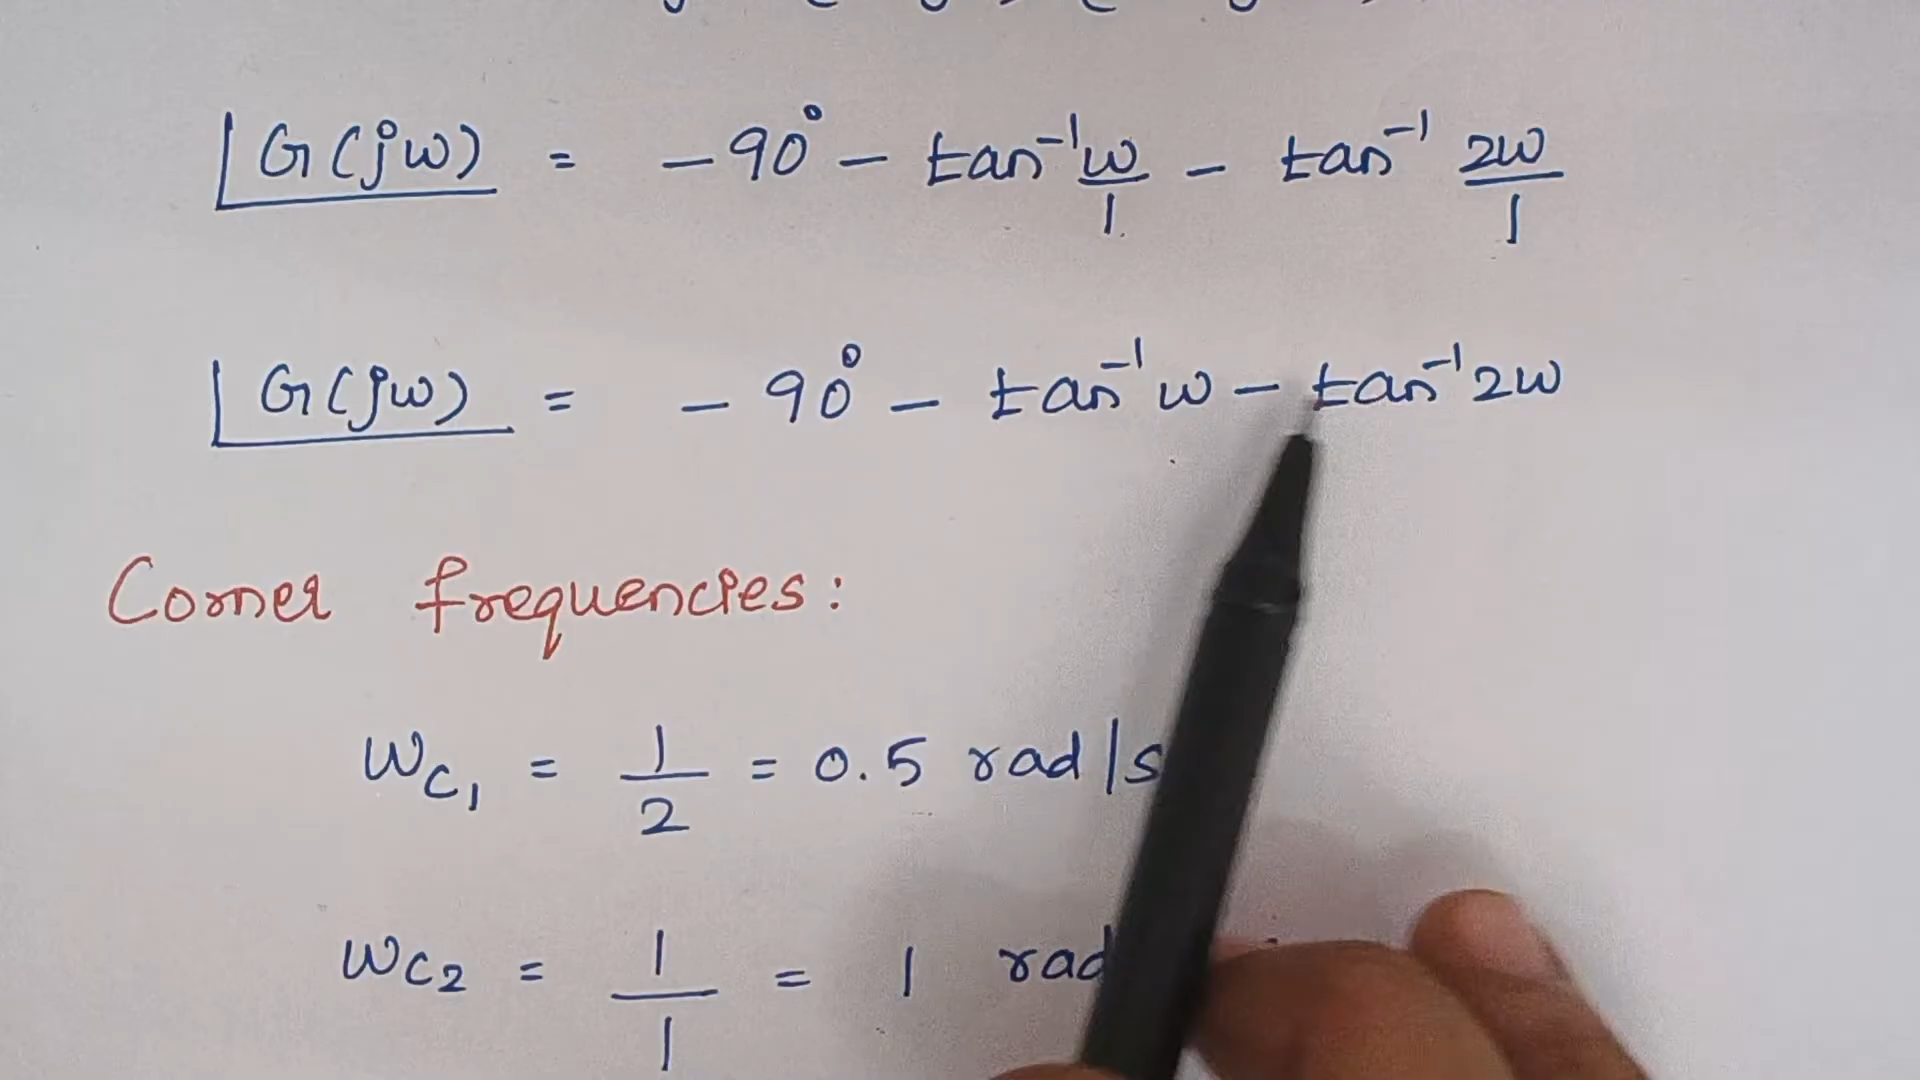 ∠G(jω) = -90° - tan⁻¹ ω/1 - tan⁻¹ 2ω/1
∠G(jω) = -90° - tan⁻¹ω - tan⁻¹2ω
Corner frequencies:
ωc₁ = 1/2 = 0.5 rad/s
ωc₂ = 1/1 = 1 rad